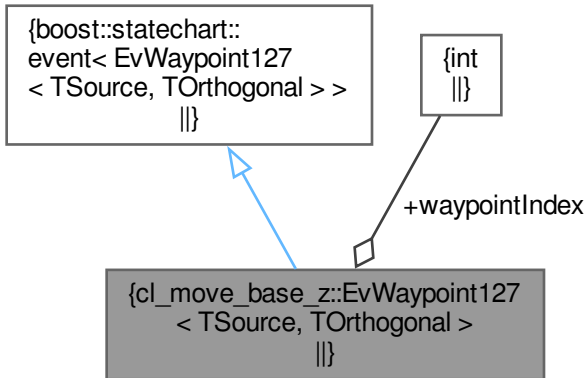 {boost::statechart::
event< EvWaypoint127
< TSource, TOrthogonal > >
||}
{int
||}
+waypointIndex
{cl_move_base_z::EvWaypoint127
< TSource, TOrthogonal >
||}